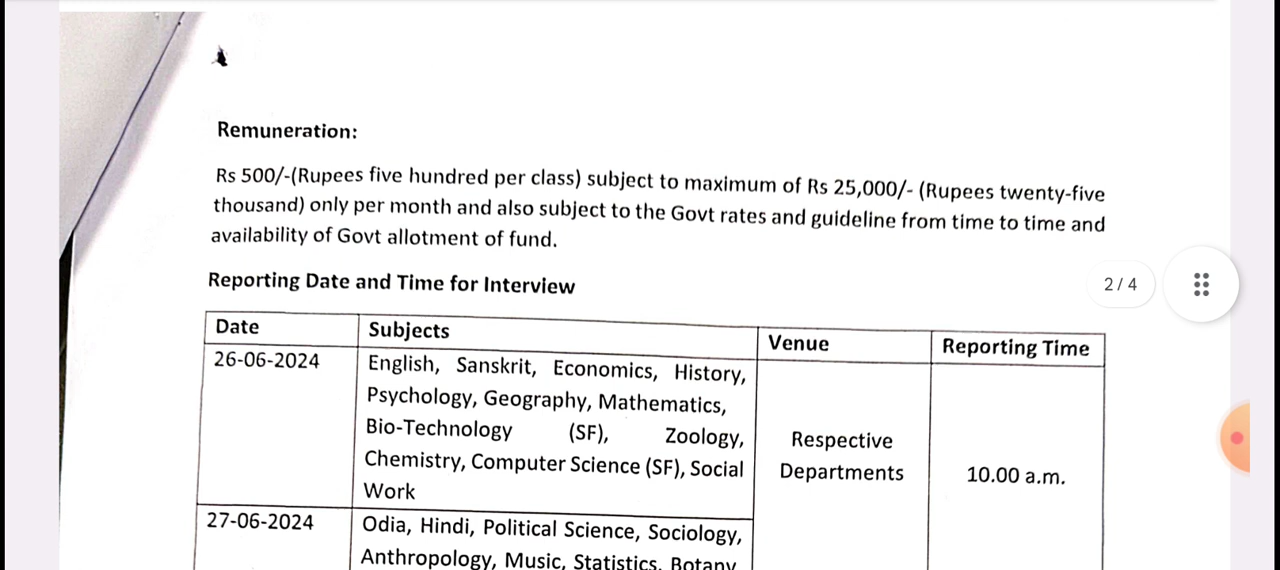 Remuneration:
Rs 500/-(Rupees five hundred per class) subject to maximum of Rs 25,000/- (Rupees twenty-five
thousand) only per month and also subject to the Govt rates and guideline from time to time and
availability of Govt allotment of fund.
Reporting Date and Time for Interview
2 / 4
Date Subjects Venue Reporting Time
26-06-2024 English, Sanskrit, Economics, History,
Psychology, Geography, Mathematics,
Bio-Technology (SF), Zoology,
Chemistry, Computer Science (SF), Social
Work
Respective
Departments
10.00 a.m.
27-06-2024 Odia, Hindi, Political Science, Sociology,
Anthropology, Music, Statistics, Botany